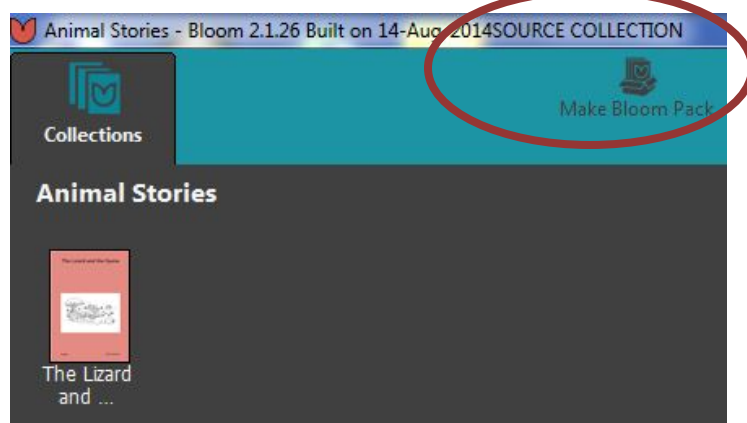 Animal Stories - Bloom 2.1.26 Built on 14-Aug-2014SOURCE COLLECTION
Make Bloom Pack
Collections
Animal Stories
The Lizard
and ...